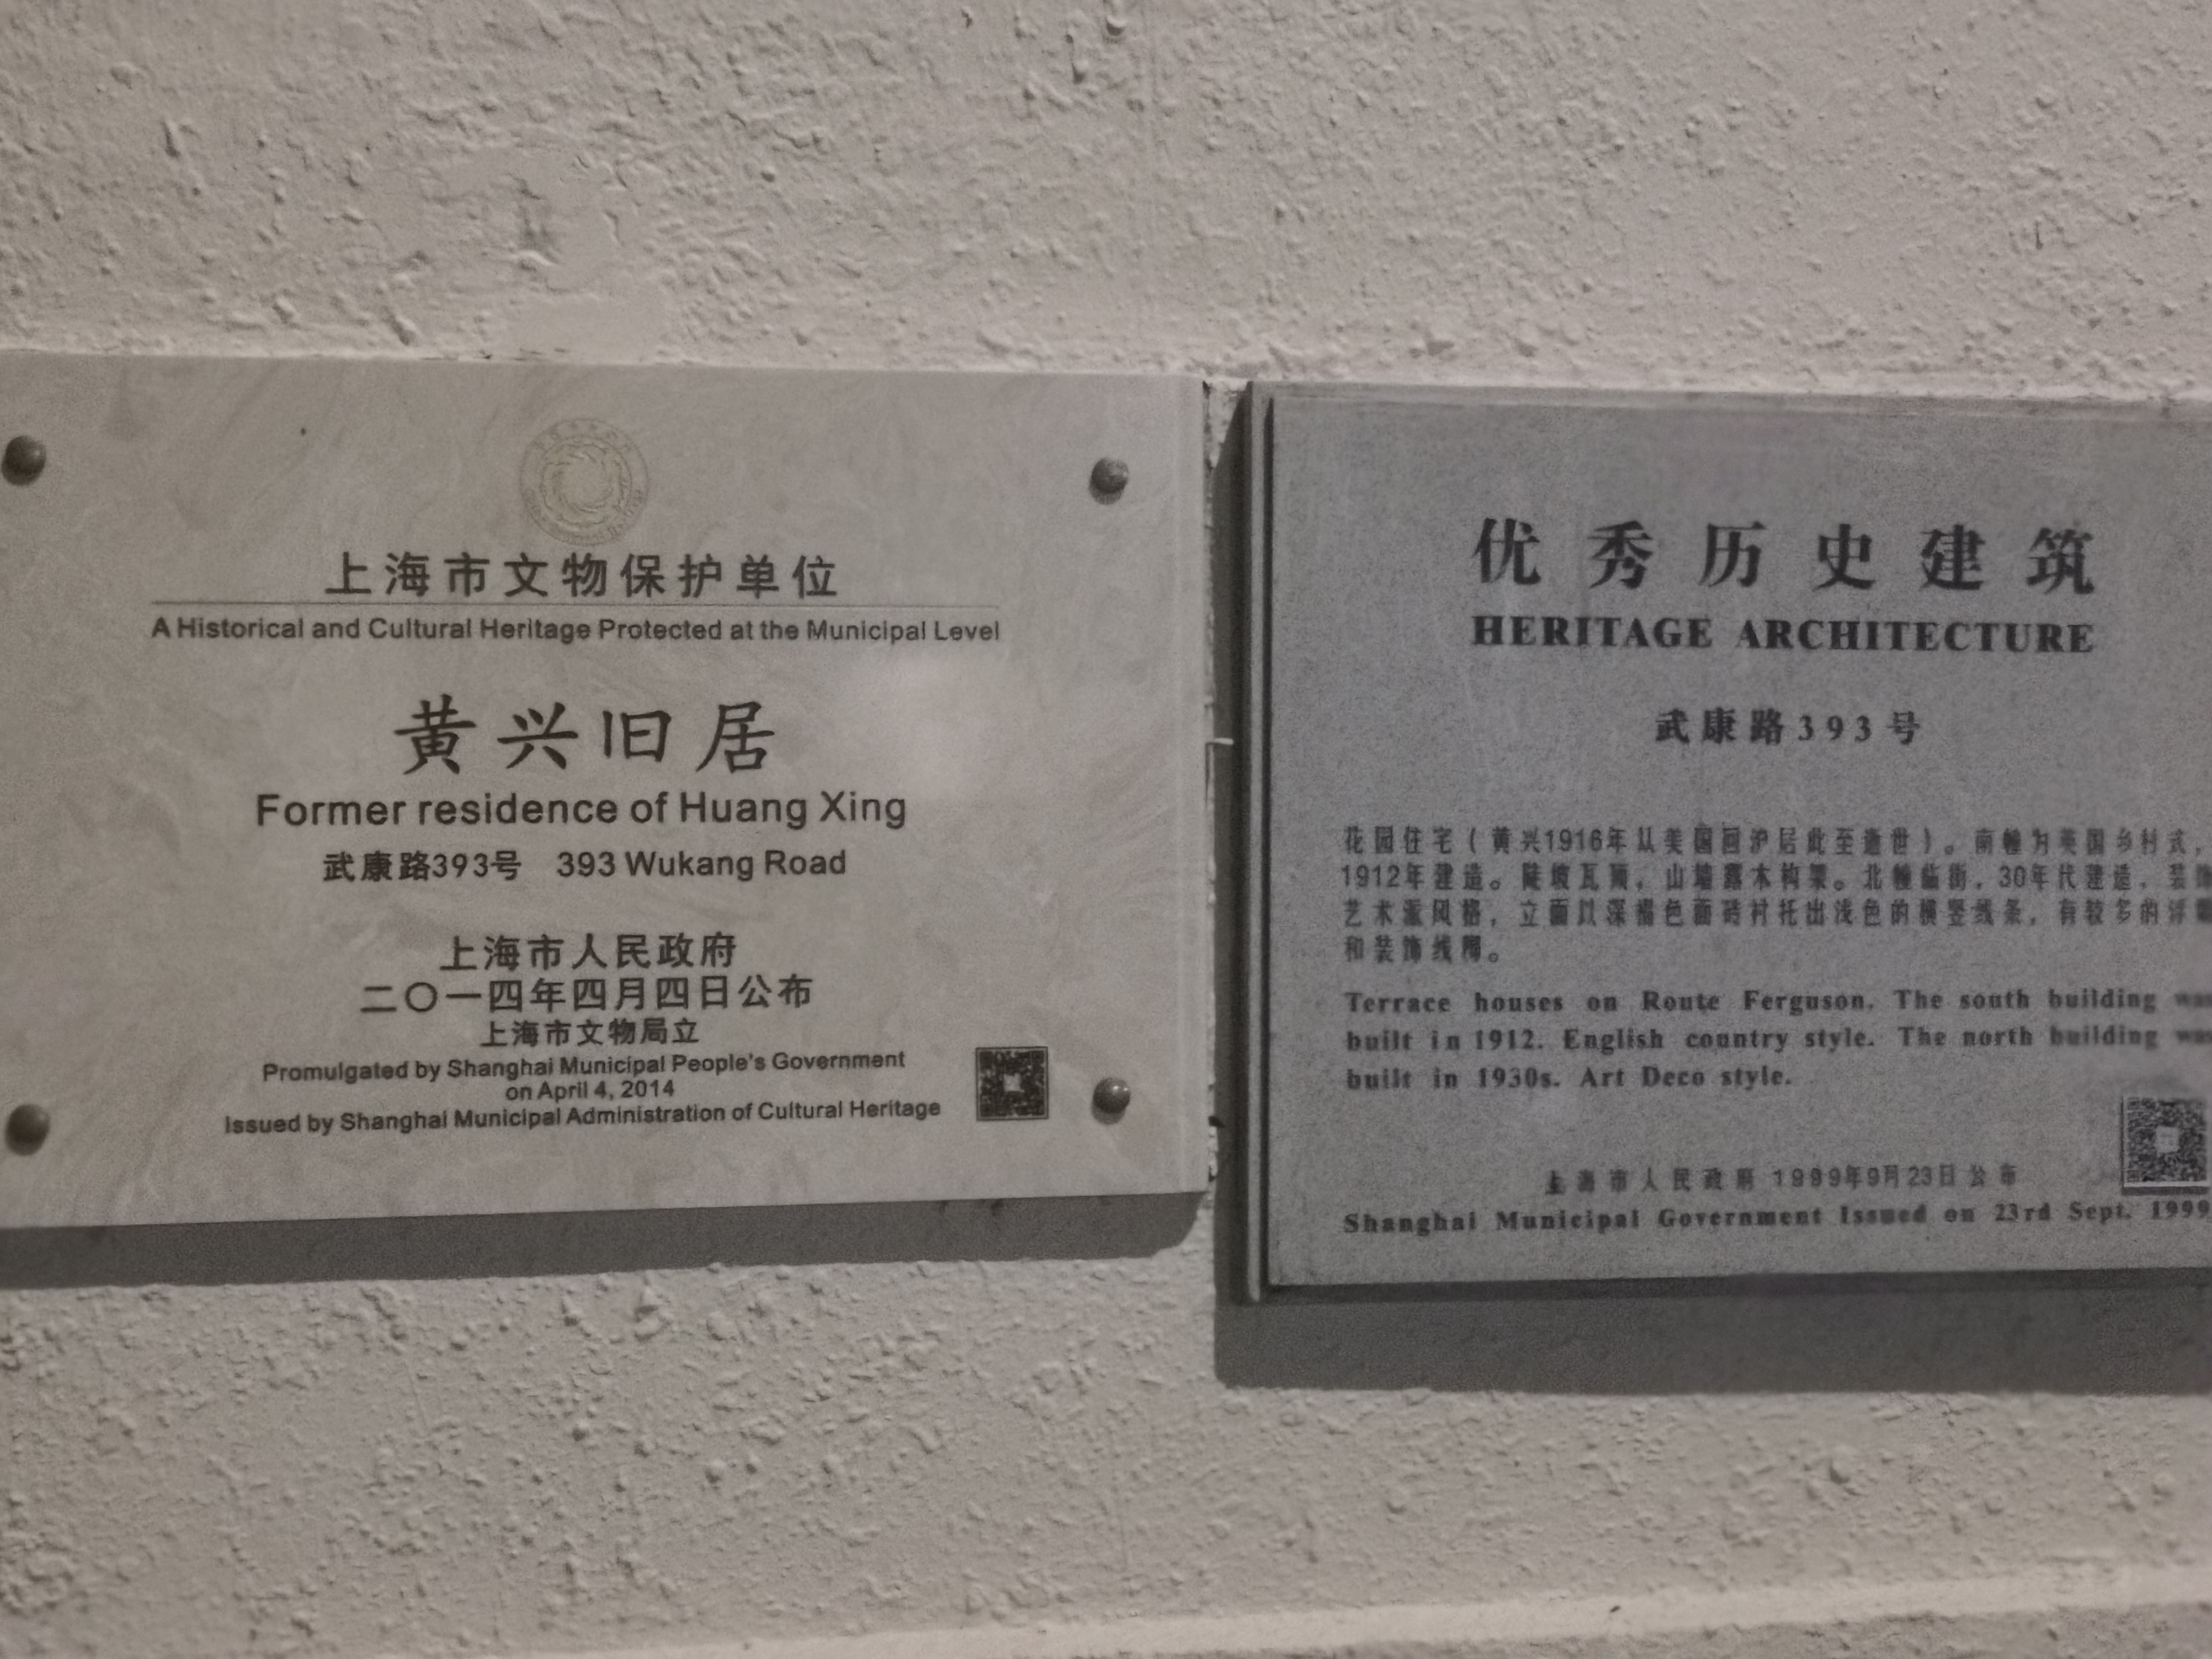 上海市文物保护单位
A Historical and Cultural Heritage Protected at the Municipal Level
黄兴旧居
Former residence of Huang Xing
武康路393号 393 Wukang Road
上海市人民政府
二〇一四年四月四日公布
上海市文物局立
Promulgated by Shanghai Municipal People's Government
on April 4, 2014
Issued by Shanghai Municipal Administration of Cultural Heritage
优秀历史建筑
HERITAGE ARCHITECTURE
武康路393号
花园住宅(黄兴1916年从美国回沪居此至逝世)。南幢为英国乡村式,
1912年建造。陡坡瓦顶,山墙露木构架。北幢临街,30年代建造,装饰
艺术派风格,立面以深褐色面砖衬托出浅色的横竖线条,有较多的浮雕
和装饰线脚。
Terrace houses on Route Ferguson. The south building was
built in 1912. English country style. The north building was
built in 1930s. Art Deco style.
上海市人民政府 1999年9月23日公布
Shanghai Municipal Government Issued on 23rd Sept. 1999